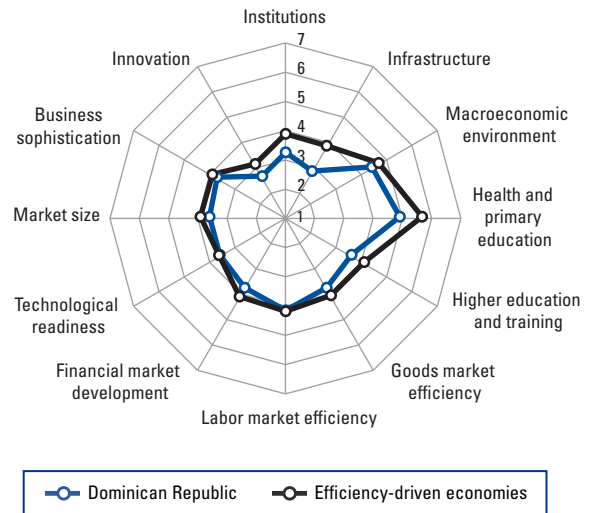 Institutions
7
6
5
4
3
2
1
Infrastructure
Macroeconomic
environment
Health and
primary
education
Higher education
and training
Goods market
efficiency
Labor market efficiency
Financial market
development
Technological
readiness
Market size
Business
sophistication
Innovation
Dominican Republic
Efficiency-driven economies